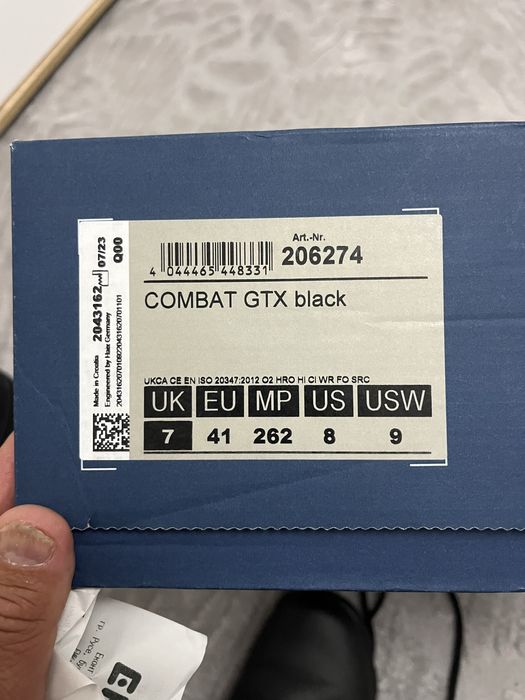 Made in Croatia 2043162 07/23
Engineered by Haix Germany Q00
Art.-Nr.
4 044465 448331 206274
COMBAT GTX black
UKCA CE EN ISO 20347:2012 O2 HRO HI CI WR FO SRC
UK EU MP US USW
7 41 262 8 9
гр. Русе,